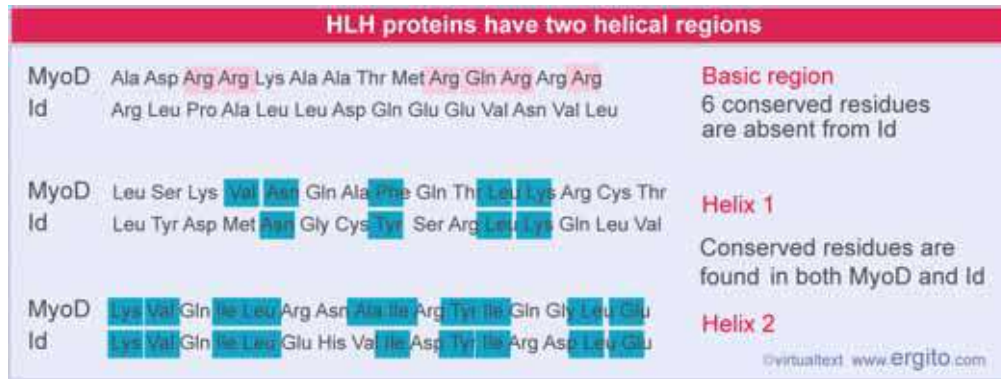 HLH proteins have two helical regions
MyoD Ala Asp Arg Arg Lys Ala Ala Thr Met Arg Gln Arg Arg Arg Basic region
Id Arg Leu Pro Ala Leu Leu Asp Gln Glu Glu Val Asn Val Leu 6 conserved residues
are absent from Id
MyoD Leu Ser Lys Val Asn Gln Ala Phe Gln Thr Leu Lys Arg Cys Thr
Id Leu Tyr Asp Met Asn Gly Cys Tyr Ser Arg Leu Lys Gln Leu Val
Helix 1
Conserved residues are
found in both MyoD and Id
MyoD Lys Val Gln Ile Leu Arg Asn Ala Ile Arg Tyr Ile Gln Gly Leu Glu
Id Lys Val Gln Ile Leu Glu His Val Ile Asp Tyr Ile Arg Asp Leu Glu
Helix 2
©virtualtext www.ergito.com